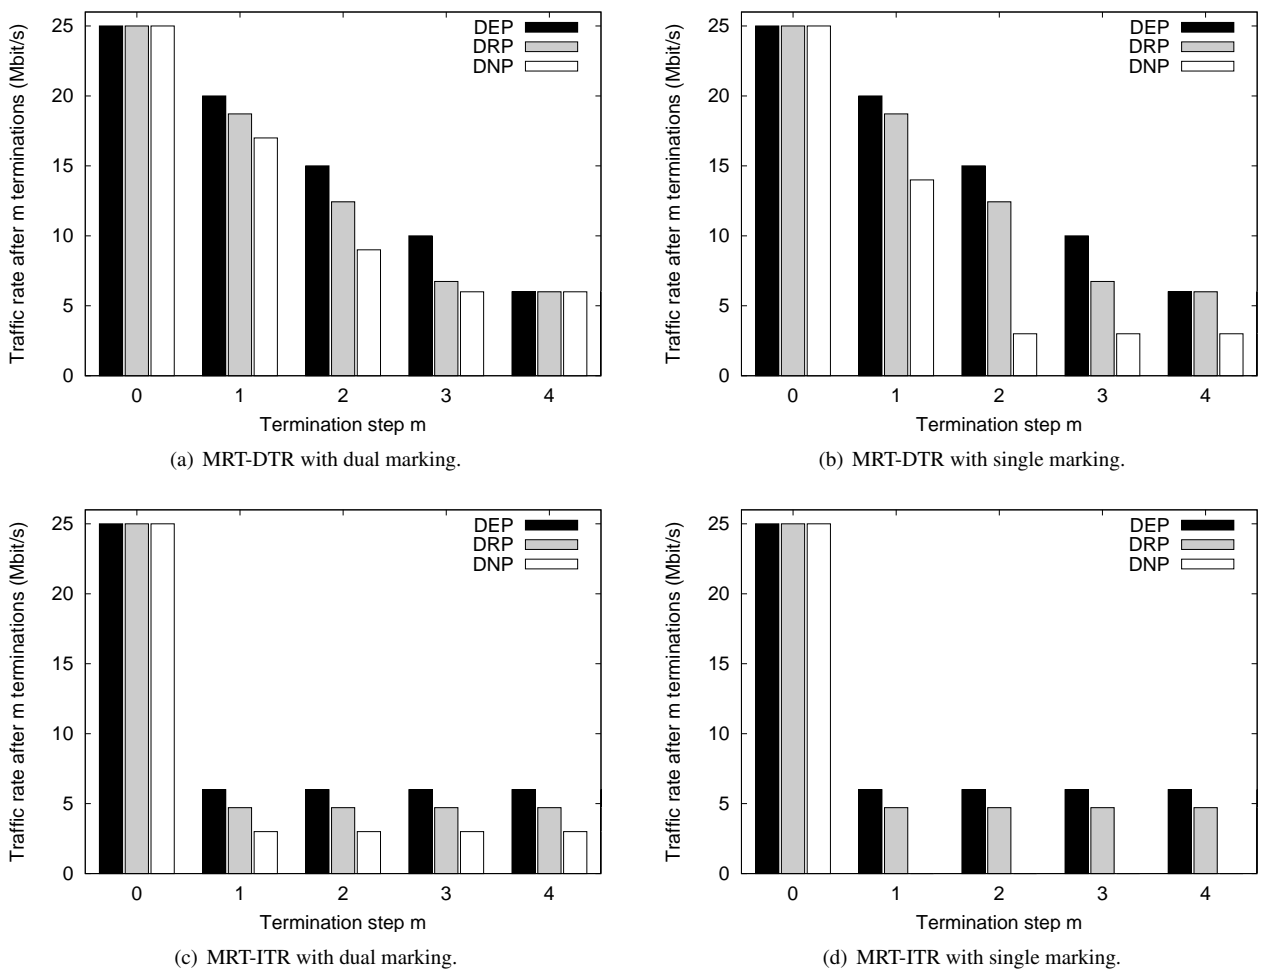 Traffic rate after m terminations (Mbit/s)
25
20
15
10
5
0
DEP
DRP
DNP
0 1 2 3 4
Termination step m
(a) MRT-DTR with dual marking.
Traffic rate after m terminations (Mbit/s)
25
20
15
10
5
0
DEP
DRP
DNP
0 1 2 3 4
Termination step m
(b) MRT-DTR with single marking.
Traffic rate after m terminations (Mbit/s)
25
20
15
10
5
0
DEP
DRP
DNP
0 1 2 3 4
Termination step m
(c) MRT-ITR with dual marking.
Traffic rate after m terminations (Mbit/s)
25
20
15
10
5
0
DEP
DRP
DNP
0 1 2 3 4
Termination step m
(d) MRT-ITR with single marking.